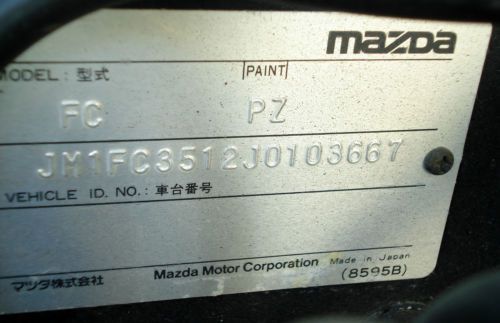 mazda
MODEL: 型式 PAINT
FC PZ
JM1FC3512J0103667
VEHICLE ID. NO.: 車台番号
マツダ株式会社 Mazda Motor Corporation Made in Japan
(8595B)